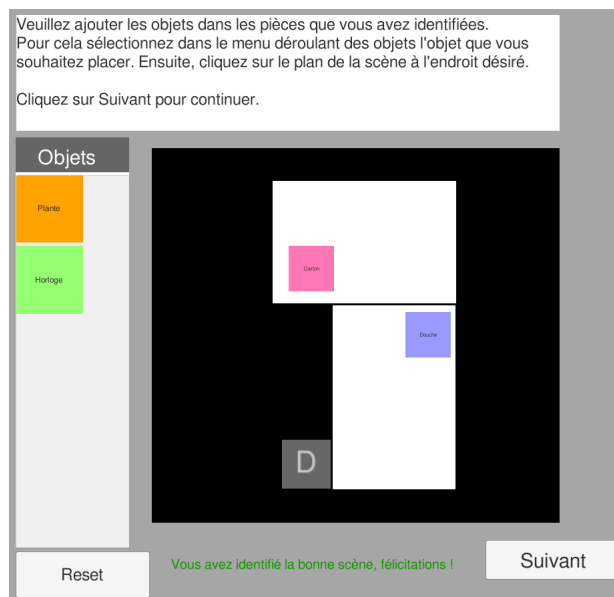 Veuillez ajouter les objets dans les pièces que vous avez identifiées.
Pour cela sélectionnez dans le menu déroulant des objets l'objet que vous
souhaitez placer. Ensuite, cliquez sur le plan de la scène à l'endroit désiré.
Cliquez sur Suivant pour continuer.
Objets
Plante
Horloge
Carton
Douche
D
Reset
Vous avez identifié la bonne scène, félicitations !
Suivant